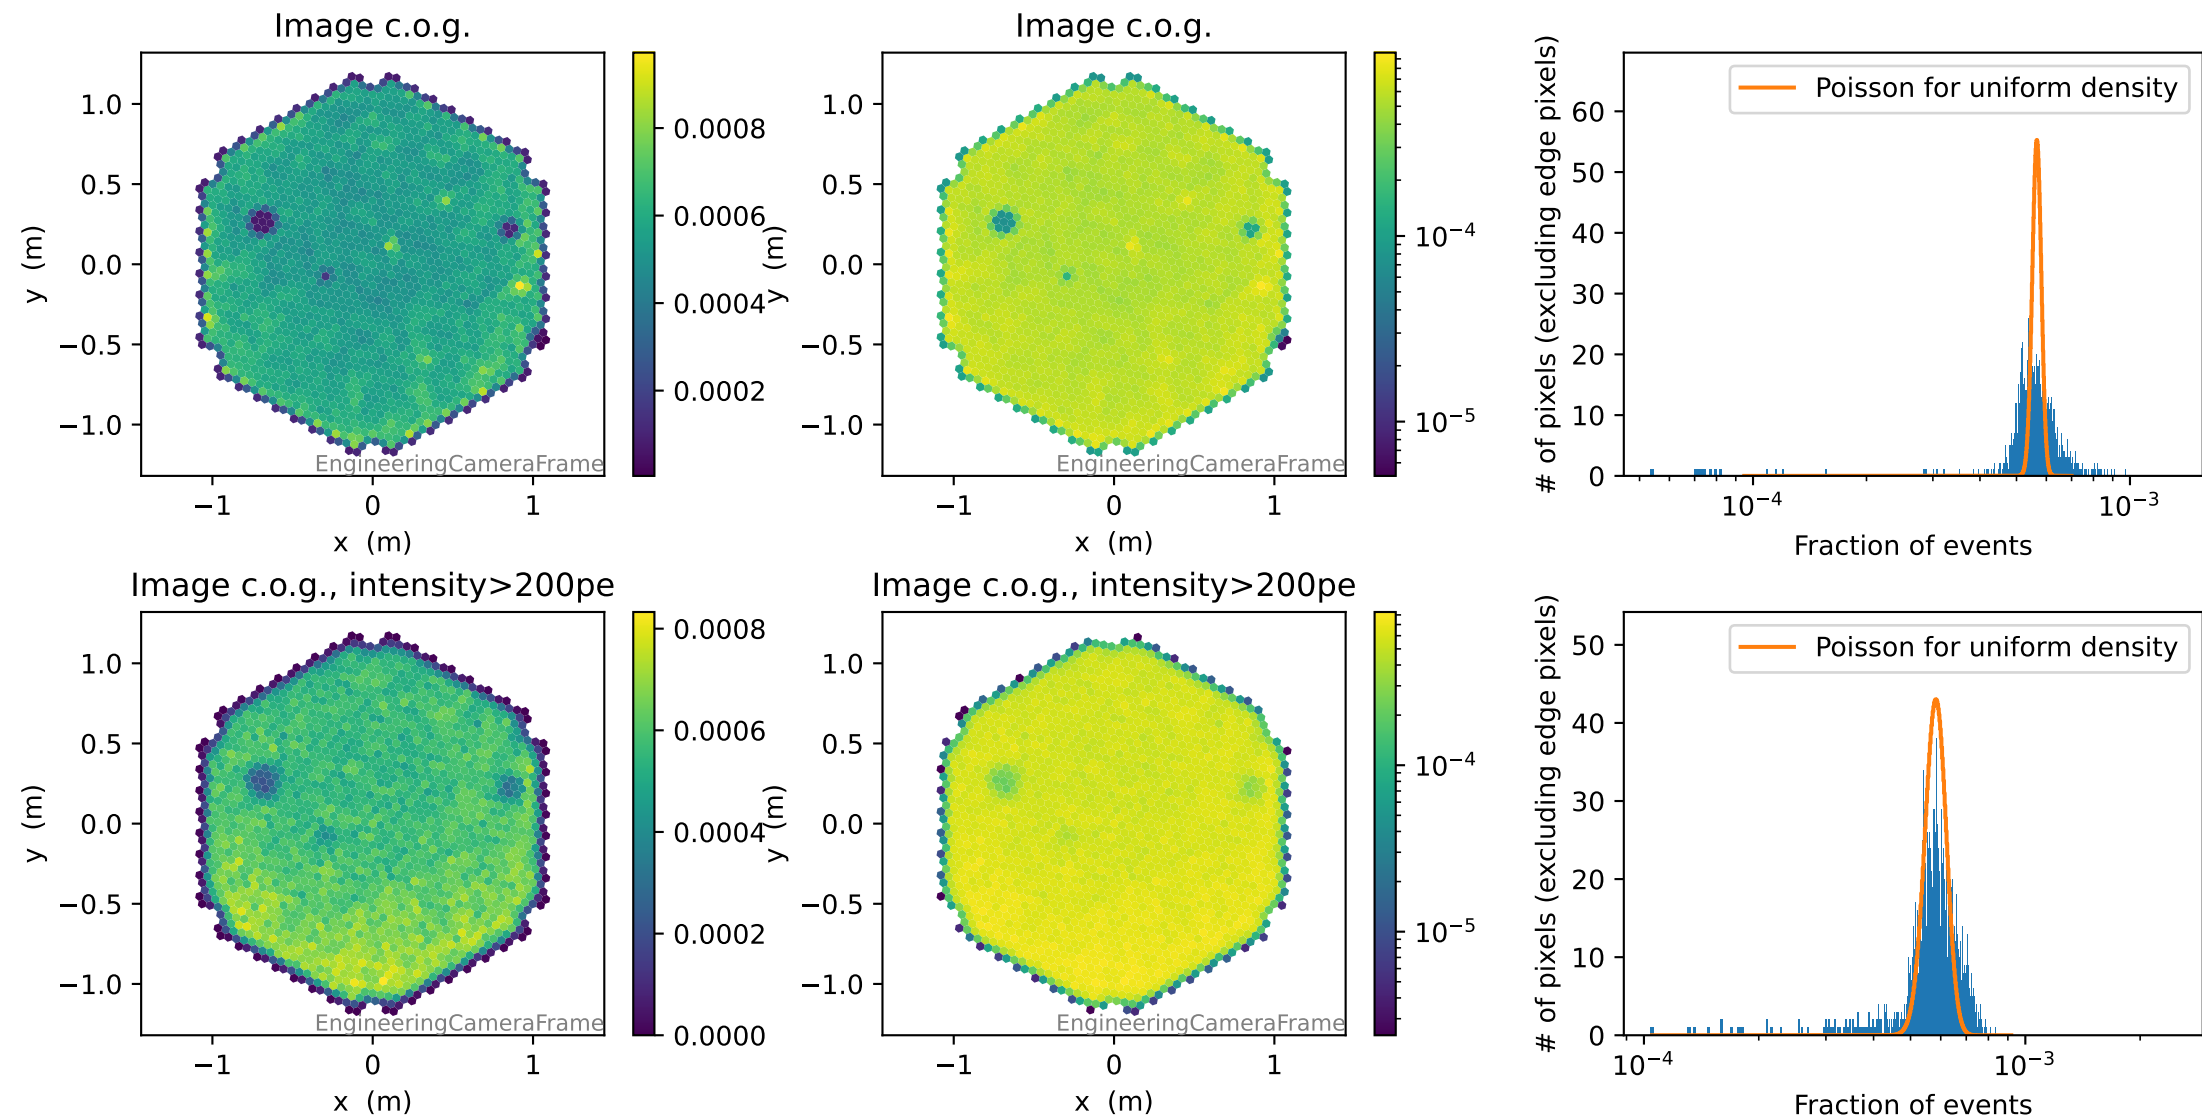 Image c.o.g.
1.0
0.5
0.0
−0.5
−1.0
y (m)
−1
0
1
x (m)
EngineeringCameraFrame
0.0008
0.0006
0.0004
0.0002
Image c.o.g.
1.0
0.5
0.0
−0.5
−1.0
y (m)
−1
0
1
x (m)
EngineeringCameraFrame
10⁻⁴
10⁻⁵
Poisson for uniform density
# of pixels (excluding edge pixels)
60
50
40
30
20
10
0
10⁻⁴
10⁻³
Fraction of events
Image c.o.g., intensity>200pe
1.0
0.5
0.0
−0.5
−1.0
y (m)
−1
0
1
x (m)
EngineeringCameraFrame
0.0008
0.0006
0.0004
0.0002
0.0000
Image c.o.g., intensity>200pe
1.0
0.5
0.0
−0.5
−1.0
y (m)
−1
0
1
x (m)
EngineeringCameraFrame
10⁻⁴
10⁻⁵
Poisson for uniform density
# of pixels (excluding edge pixels)
50
40
30
20
10
0
10⁻⁴
10⁻³
Fraction of events